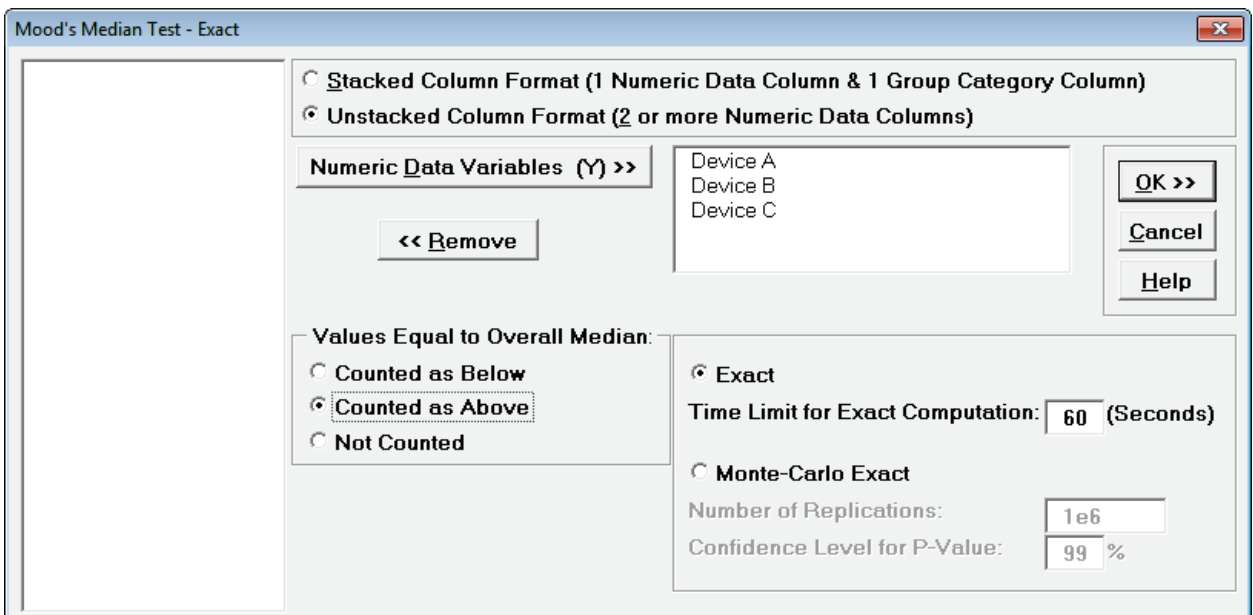 Mood's Median Test - Exact
Stacked Column Format (1 Numeric Data Column & 1 Group Category Column)
Unstacked Column Format (2 or more Numeric Data Columns)
Numeric Data Variables (Y) >>
Device A
Device B
Device C
<< Remove
OK >>
Cancel
Help
Values Equal to Overall Median:
Counted as Below
Counted as Above
Not Counted
Exact
Time Limit for Exact Computation: 60 (Seconds)
Monte-Carlo Exact
Number of Replications: 1e6
Confidence Level for P-Value: 99 %